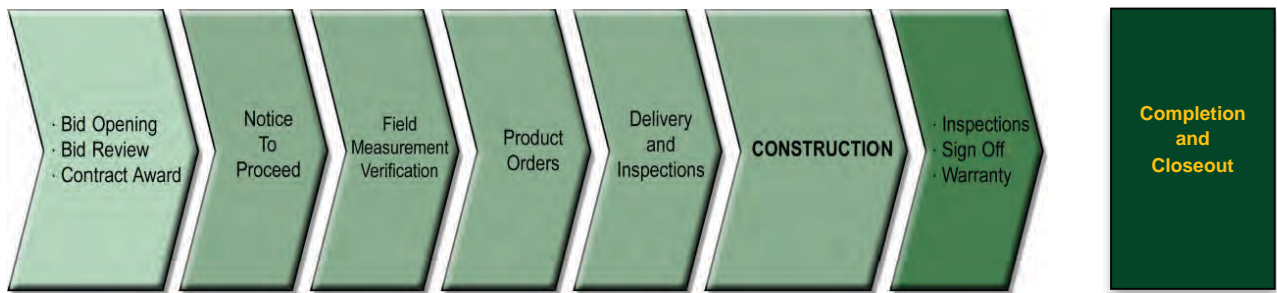 · Bid Opening
· Bid Review
· Contract Award
Notice
To
Proceed
Field
Measurement
Verification
Product
Orders
Delivery
and
Inspections
CONSTRUCTION
· Inspections
· Sign Off
· Warranty
Completion
and
Closeout